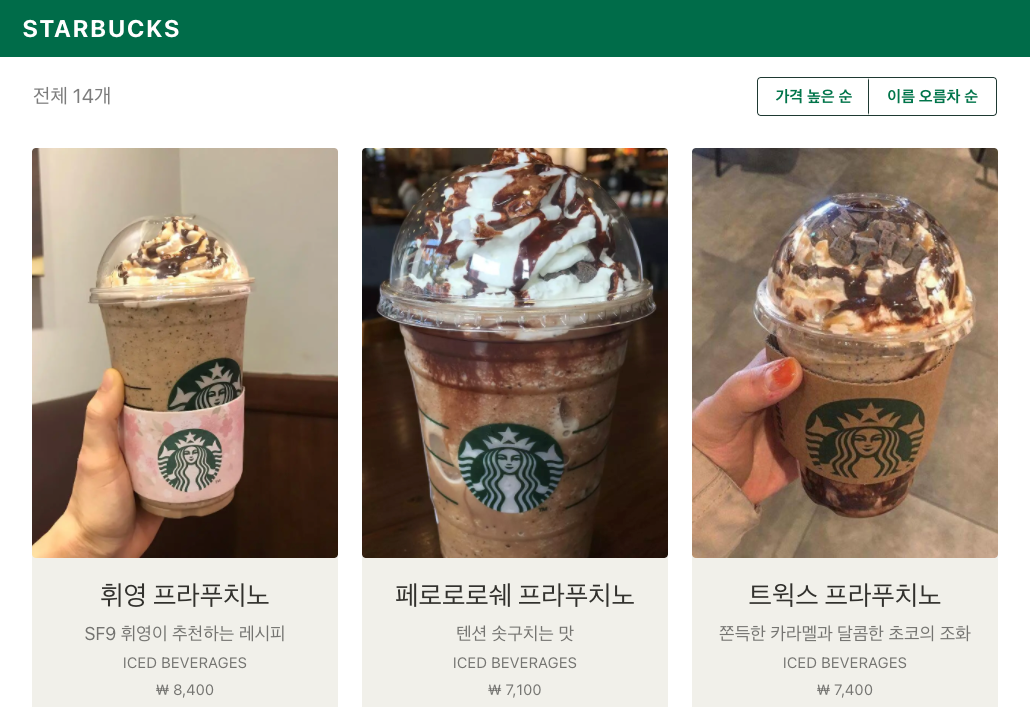 STARBUCKS
전체 14개
가격 높은 순
이름 오름차 순
휘영 프라푸치노
SF9 휘영이 추천하는 레시피
ICED BEVERAGES
₩ 8,400
페로로로쉐 프라푸치노
텐션 솟구치는 맛
ICED BEVERAGES
₩ 7,100
트윅스 프라푸치노
쫀득한 카라멜과 달콤한 초코의 조화
ICED BEVERAGES
₩ 7,400